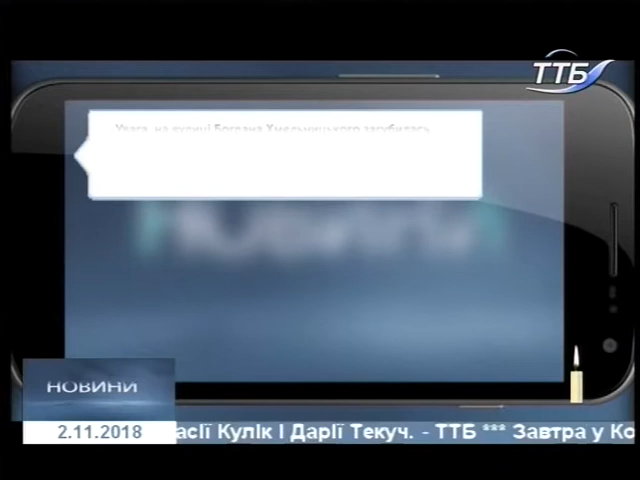 ТТБ
Увага, на вулиці Богдана Хмельницького загубилась
НОВИНИ
2.11.2018
асії Кулік і Дарії Текуч. - ТТБ *** Завтра у Ко